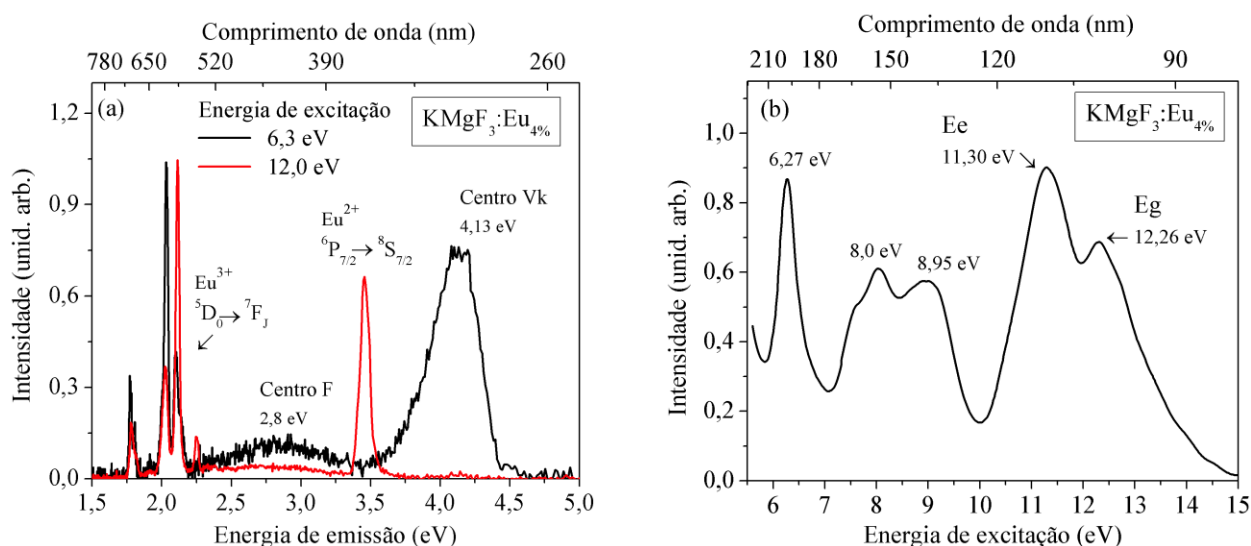 Comprimento de onda (nm)
780 650 520 390 260
(a)
Energia de excitação
6,3 eV
12,0 eV
KMgF₃:Eu₄%
Centro Vk
4,13 eV
Eu²⁺
⁶P₇/₂→⁸S₇/₂
Eu³⁺
⁵D₀→⁷F_J
Centro F
2,8 eV
Intensidade (unid. arb.)
1,2
0,9
0,6
0,3
0,0
1,5 2,0 2,5 3,0 3,5 4,0 4,5 5,0
Energia de emissão (eV)
Comprimento de onda (nm)
210 180 150 120 90
(b)
KMgF₃:Eu₄%
Ee
11,30 eV
6,27 eV
Eg
12,26 eV
8,0 eV
8,95 eV
Intensidade (unid. arb.)
1,0
0,8
0,6
0,4
0,2
0,0
6 7 8 9 10 11 12 13 14 15
Energia de excitação (eV)